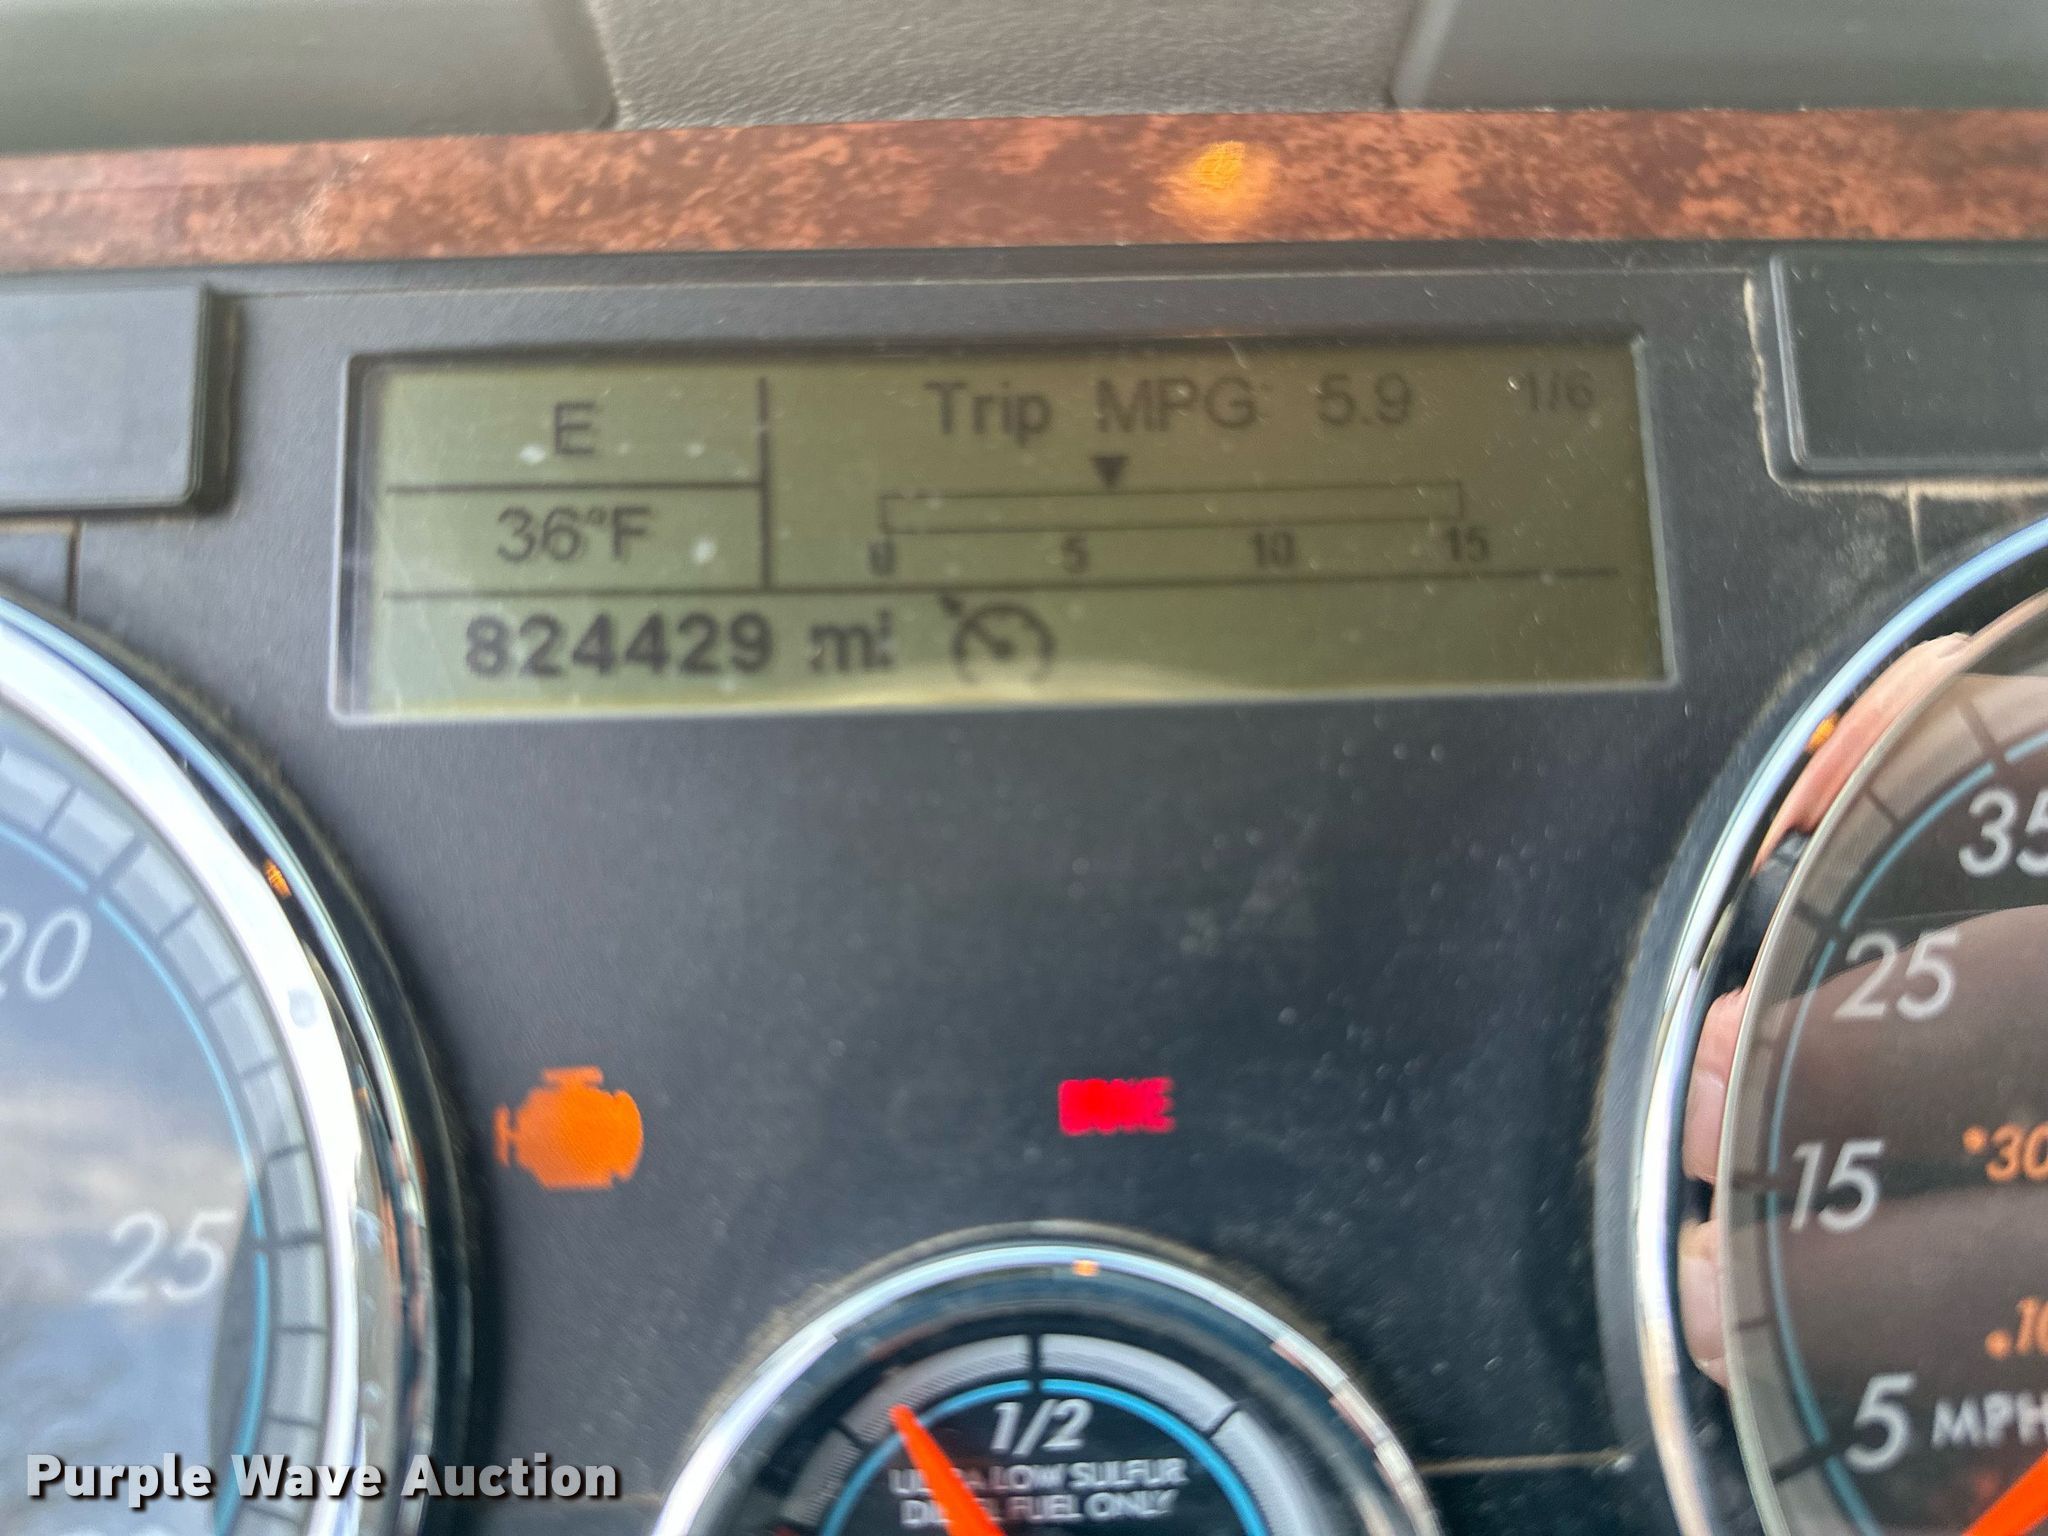 E
Trip MPG 5.9 1/6
36°F
0 5 10 15
824429 mi
20
25
35
25
15
5 MPH
1/2
ULTRA LOW SULFUR
DIESEL FUEL ONLY
Purple Wave Auction